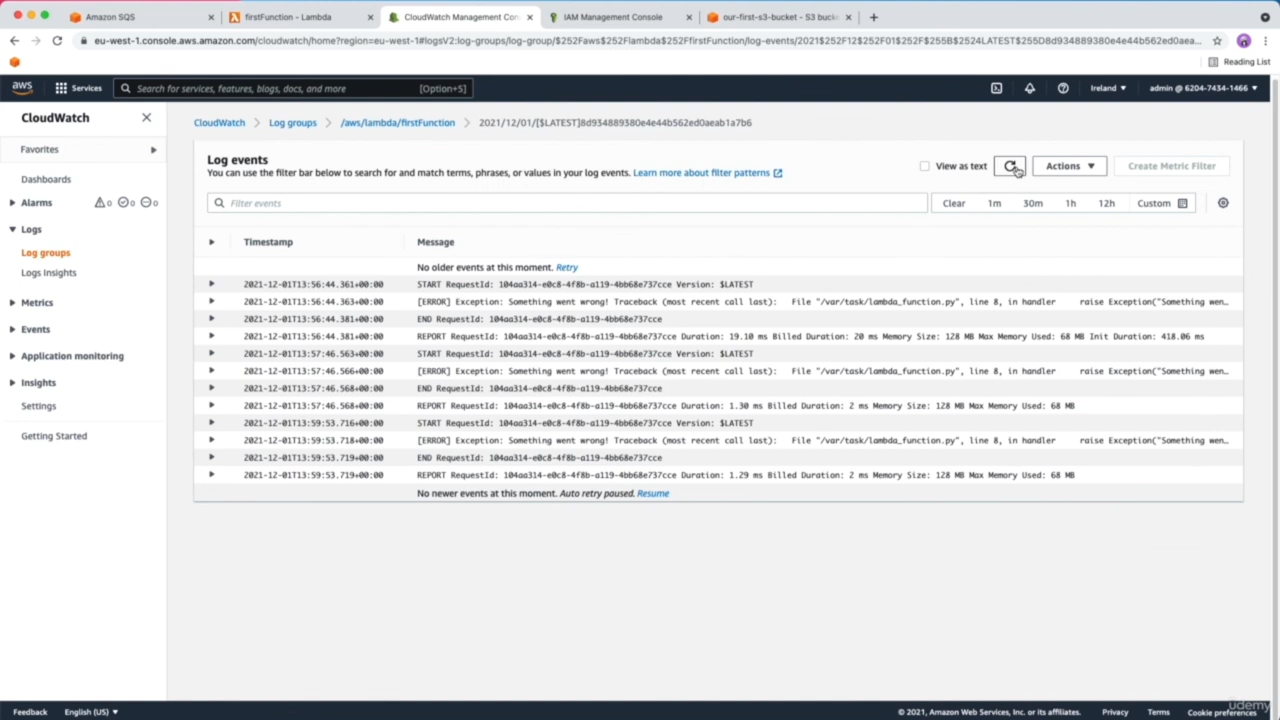 Amazon SQS
firstFunction - Lambda
CloudWatch Management Con
IAM Management Console
our-first-s3-bucket - S3 buck
eu-west-1.console.aws.amazon.com/cloudwatch/home?region=eu-west-1#logsV2:log-groups/log-group/$252Faws$252Flambda$252FfirstFunction/log-events/2021$252F12$252F01$252F$255B$2524LATEST$255D8d934889380e4e44b562ed0aeab1a...
Reading List
aws
Services
Search for services, features, blogs, docs, and more
[Option+S]
Ireland ▼
admin @ 6204-7434-1466 ▼
CloudWatch
Favorites
Dashboards
Alarms
0 0 0
Logs
Log groups
Logs Insights
Metrics
Events
Application monitoring
Insights
Settings
Getting Started
CloudWatch > Log groups > /aws/lambda/firstFunction > 2021/12/01/[$LATEST]8d934889380e4e44b562ed0aeab1a7b6
Log events
You can use the filter bar below to search for and match terms, phrases, or values in your log events. Learn more about filter patterns
View as text
Actions ▼
Create Metric Filter
Filter events
Clear 1m 30m 1h 12h Custom
Timestamp Message
No older events at this moment. Retry
2021-12-01T13:56:44.361+00:00 START RequestId: 104aa314-e0c8-4f8b-a119-4bb68e737cce Version: $LATEST
2021-12-01T13:56:44.363+00:00 [ERROR] Exception: Something went wrong! Traceback (most recent call last): File "/var/task/lambda_function.py", line 8, in handler raise Exception("Something wen…
2021-12-01T13:56:44.381+00:00 END RequestId: 104aa314-e0c8-4f8b-a119-4bb68e737cce
2021-12-01T13:56:44.381+00:00 REPORT RequestId: 104aa314-e0c8-4f8b-a119-4bb68e737cce Duration: 19.10 ms Billed Duration: 20 ms Memory Size: 128 MB Max Memory Used: 68 MB Init Duration: 418.06 ms
2021-12-01T13:57:46.563+00:00 START RequestId: 104aa314-e0c8-4f8b-a119-4bb68e737cce Version: $LATEST
2021-12-01T13:57:46.566+00:00 [ERROR] Exception: Something went wrong! Traceback (most recent call last): File "/var/task/lambda_function.py", line 8, in handler raise Exception("Something wen…
2021-12-01T13:57:46.568+00:00 END RequestId: 104aa314-e0c8-4f8b-a119-4bb68e737cce
2021-12-01T13:57:46.568+00:00 REPORT RequestId: 104aa314-e0c8-4f8b-a119-4bb68e737cce Duration: 1.30 ms Billed Duration: 2 ms Memory Size: 128 MB Max Memory Used: 68 MB
2021-12-01T13:59:53.716+00:00 START RequestId: 104aa314-e0c8-4f8b-a119-4bb68e737cce Version: $LATEST
2021-12-01T13:59:53.718+00:00 [ERROR] Exception: Something went wrong! Traceback (most recent call last): File "/var/task/lambda_function.py", line 8, in handler raise Exception("Something wen…
2021-12-01T13:59:53.719+00:00 END RequestId: 104aa314-e0c8-4f8b-a119-4bb68e737cce
2021-12-01T13:59:53.719+00:00 REPORT RequestId: 104aa314-e0c8-4f8b-a119-4bb68e737cce Duration: 1.29 ms Billed Duration: 2 ms Memory Size: 128 MB Max Memory Used: 68 MB
No newer events at this moment. Auto retry paused. Resume
Feedback
English (US) ▼
© 2021, Amazon Web Services, Inc. or its affiliates.
Privacy
Terms
Cookie preferences
udemy